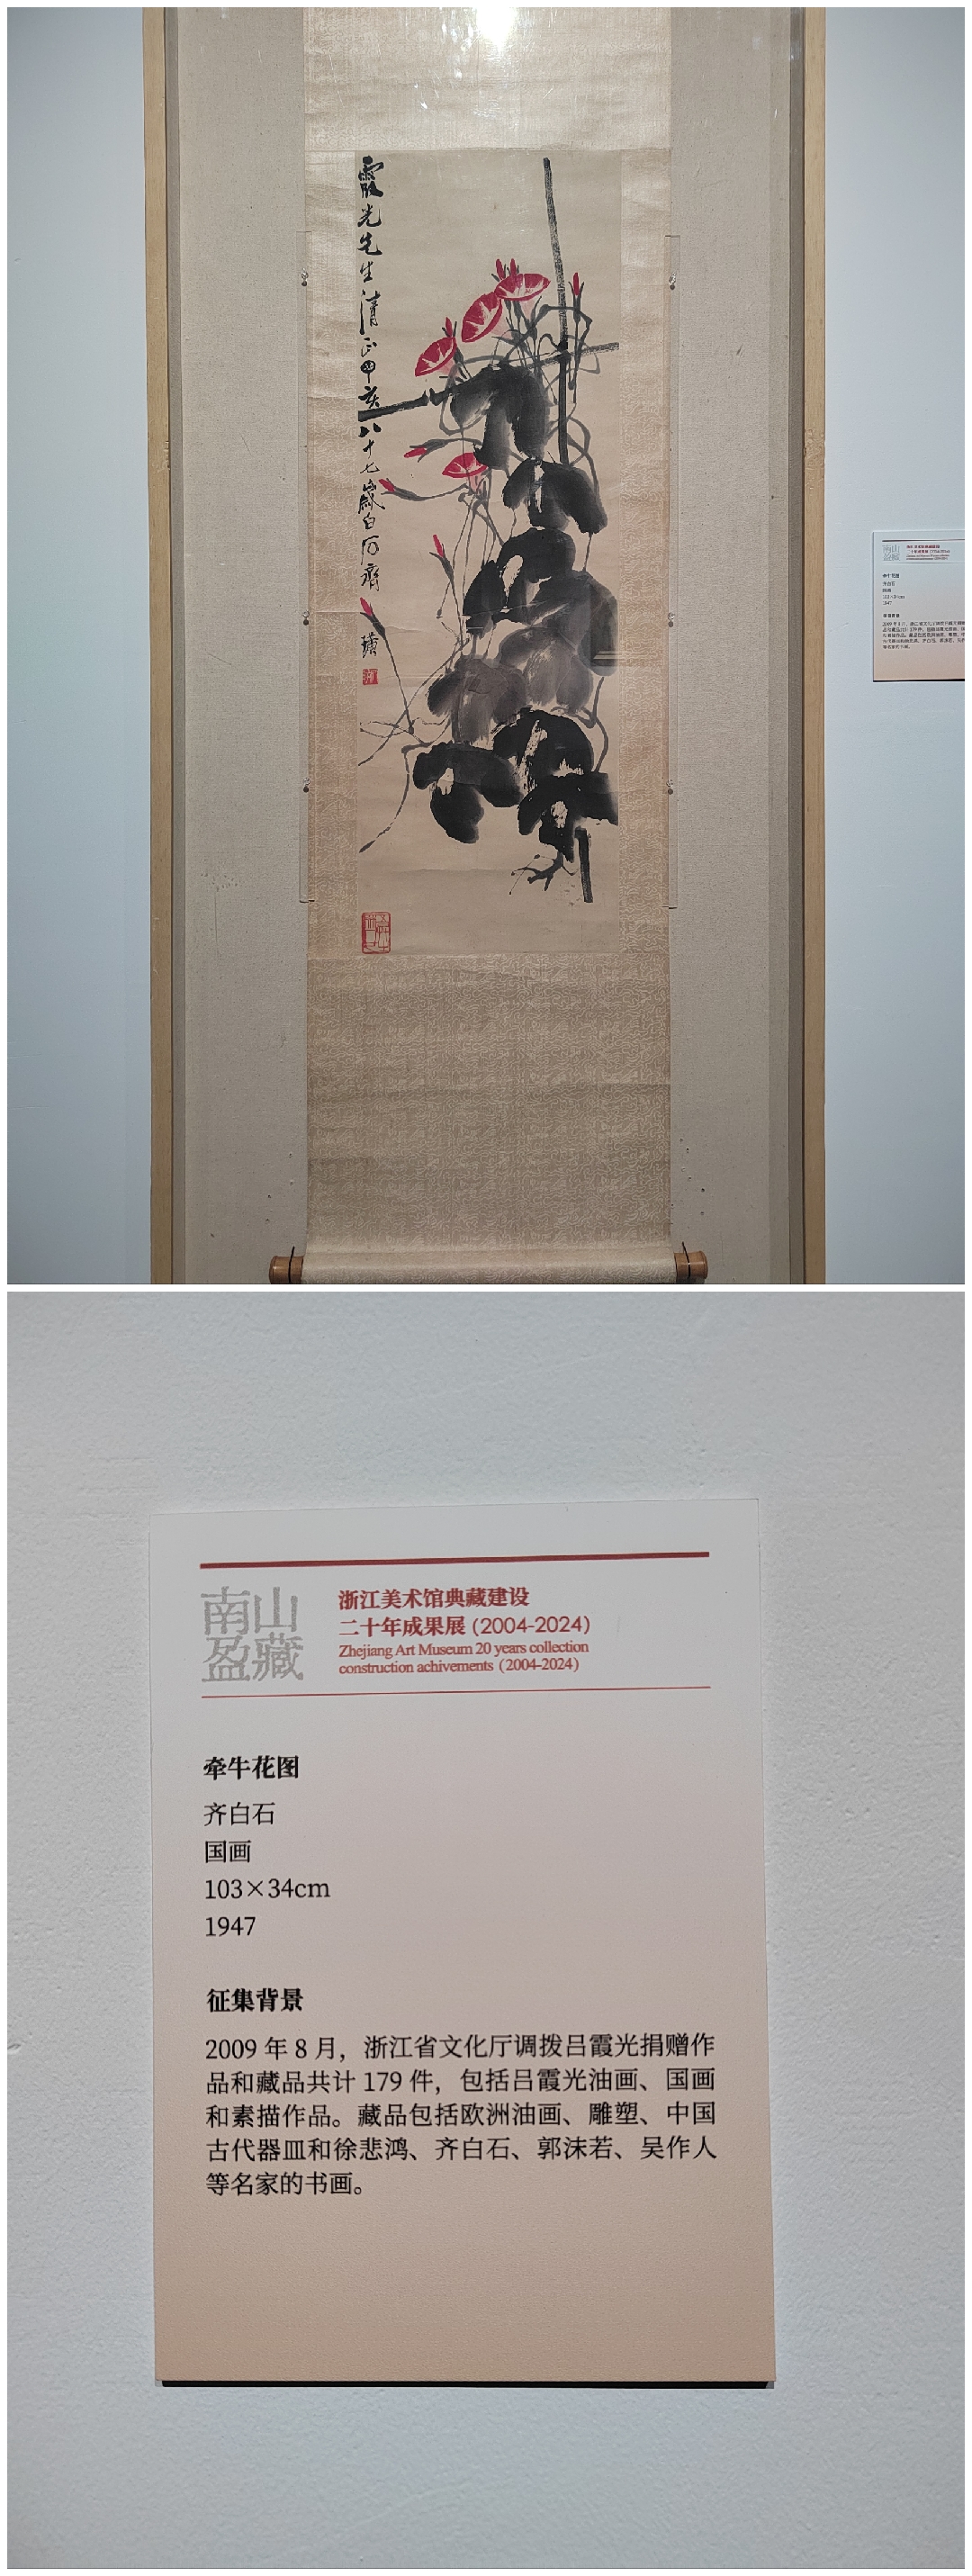 霞光先生清正 亥八十七歲白石齊璜
南山
盈藏
浙江美术馆典藏建设
二十年成果展 (2004-2024)
Zhejiang Art Museum 20 years collection
construction achivements (2004-2024)
牵牛花图
齐白石
国画
103×34cm
1947
征集背景
2009 年 8 月，浙江省文化厅调拨吕霞光捐赠作
品和藏品共计 179 件，包括吕霞光油画、国画
和素描作品。藏品包括欧洲油画、雕塑、中国
古代器皿和徐悲鸿、齐白石、郭沫若、吴作人
等名家的书画。